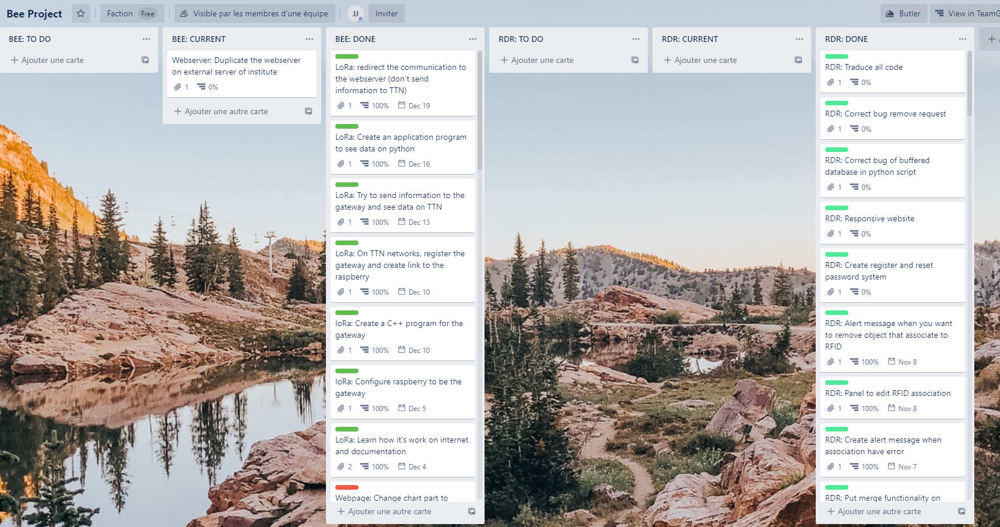 Bee Project
Faction Free
Visible par les membres d'une équipe
JJ
Inviter
Butler
View in TeamG
BEE: TO DO
Ajouter une carte
BEE: CURRENT
Webserver: Duplicate the webserver
on external server of institute
1 0%
Ajouter une autre carte
BEE: DONE
LoRa: redirect the communication to
the webserver (don't send
information to TTN)
1 100% Dec 19
LoRa: Create an application program
to see data on python
1 100% Dec 16
LoRa: Try to send information to the
gateway and see data on TTN
1 100% Dec 13
LoRa: On TTN networks, register the
gateway and create link to the
raspberry
1 100% Dec 10
loRa: Create a C++ program for the
gateway
1 100% Dec 10
loRa: Configure raspberry to be the
gateway
1 100% Dec 5
LoRa: Learn how it's work on internet
and documentation
2 100% Dec 4
Webpage: Change chart part to
Ajouter une autre carte
RDR: TO DO
Ajouter une carte
RDR: CURRENT
Ajouter une carte
RDR: DONE
RDR: Traduce all code
1 0%
RDR: Correct bug remove request
1 0%
RDR: Correct bug of buffered
database in python script
1 0%
RDR: Responsive website
1 0%
RDR: Create register and reset
password system
1 0%
RDR: Alert message when you want
to remove object that associate to
RFID
1 100% Nov 8
RDR: Panel to edit RFID association
1 100% Nov 8
RDR: Create alert message when
association have error
1 100% Nov 7
RDR: Put merge functionality on
Ajouter une autre carte